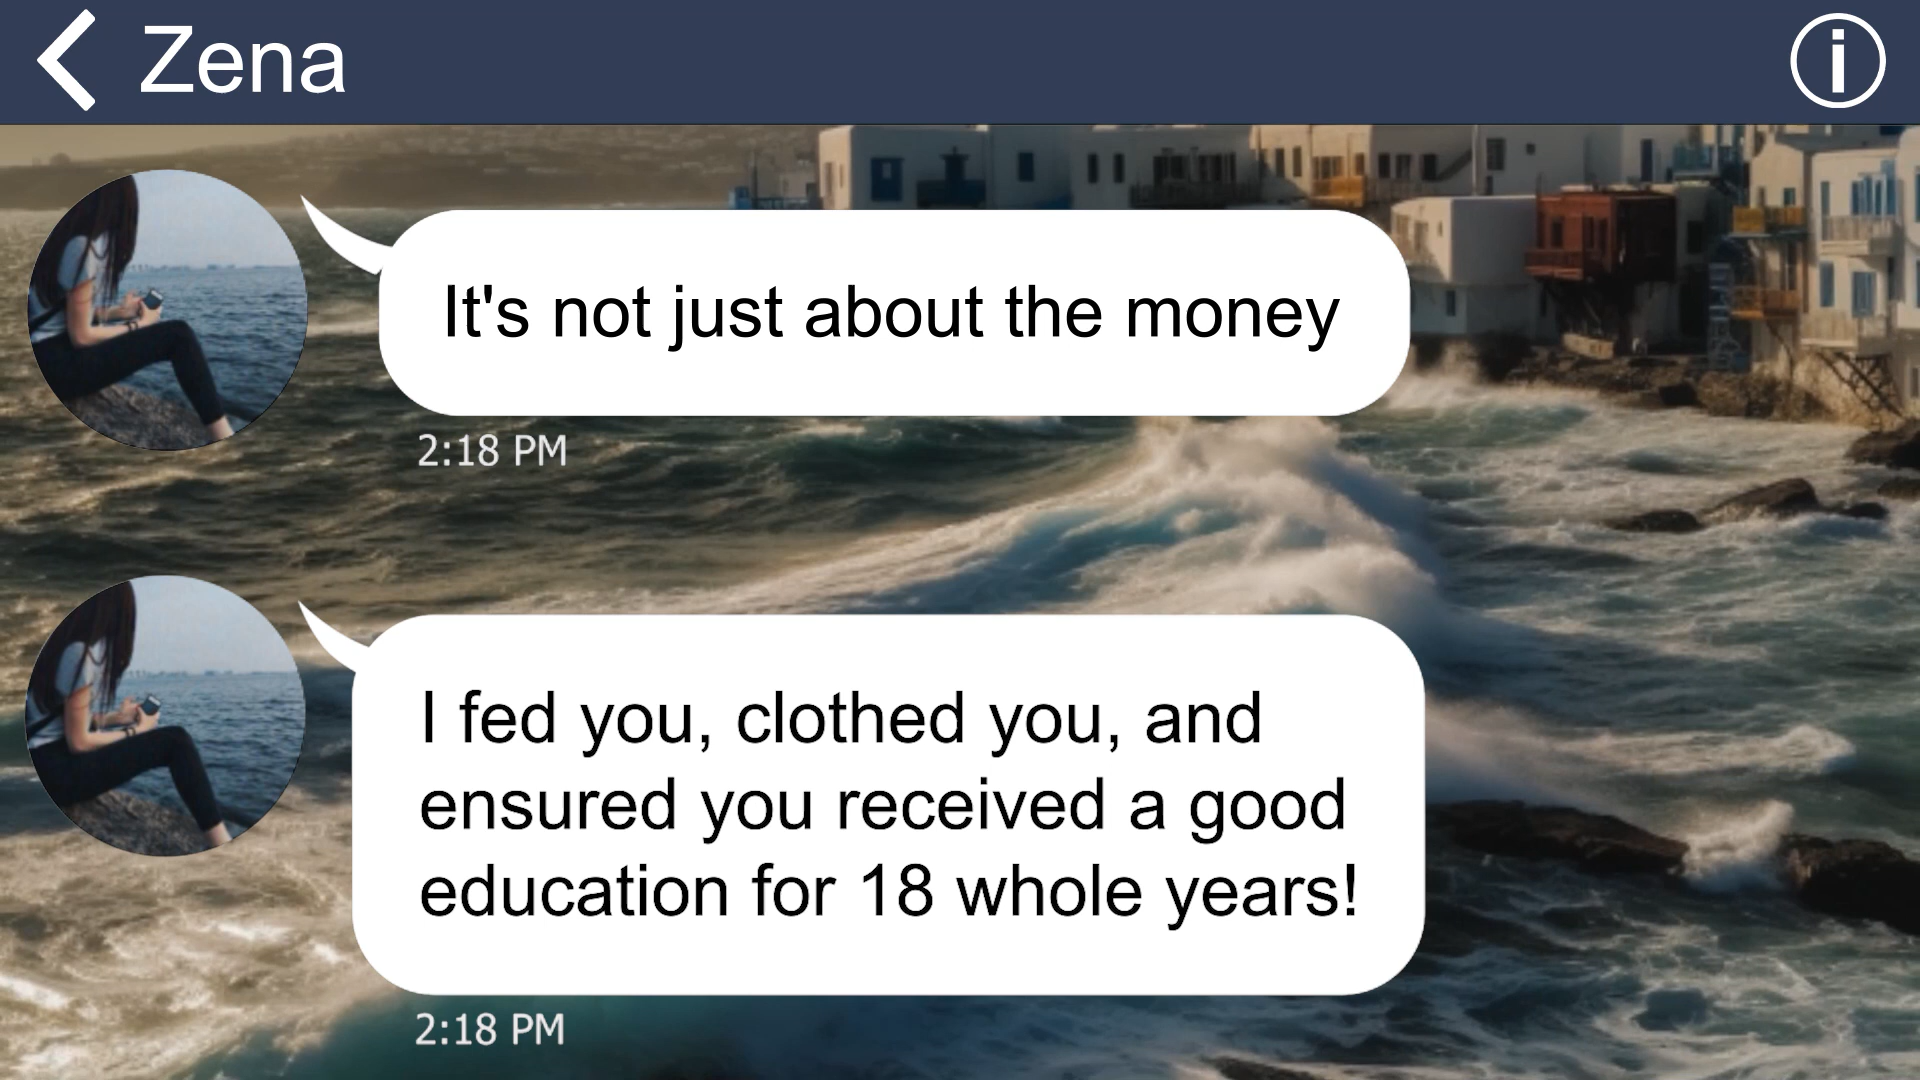 Zena
It's not just about the money
2:18 PM
I fed you, clothed you, and
ensured you received a good
education for 18 whole years!
2:18 PM